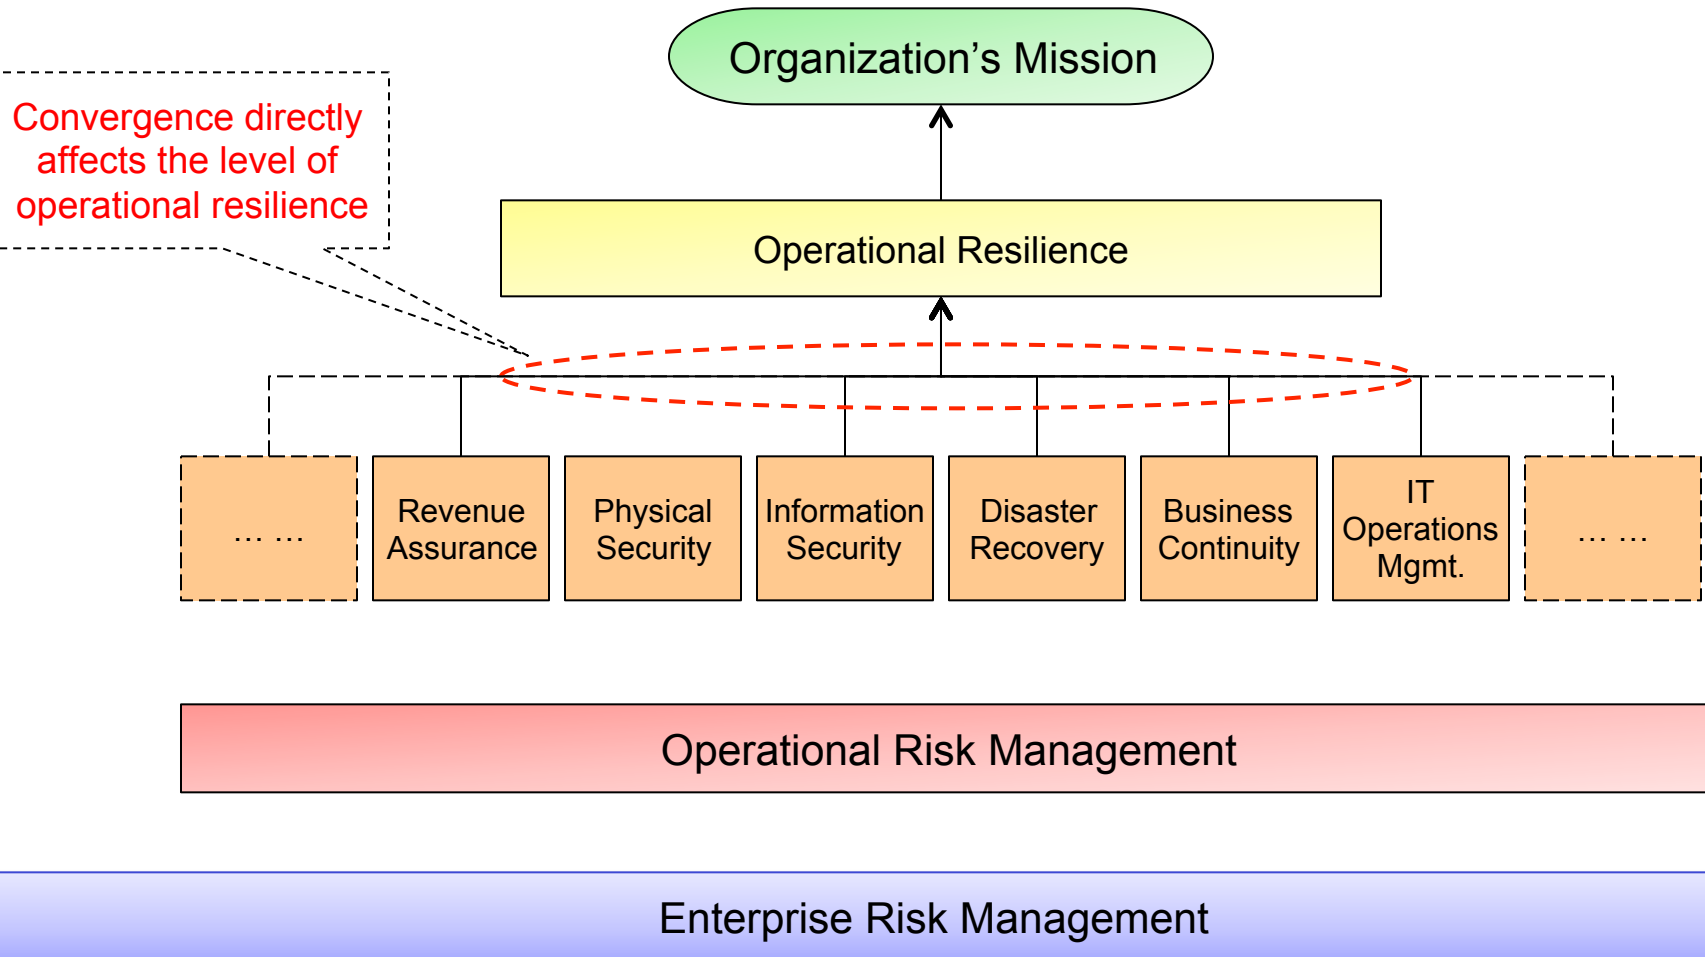 Organization’s Mission
Convergence directly
affects the level of
operational resilience
Operational Resilience
… …
Revenue
Assurance
Physical
Security
Information
Security
Disaster
Recovery
Business
Continuity
IT
Operations
Mgmt.
… …
Operational Risk Management
Enterprise Risk Management